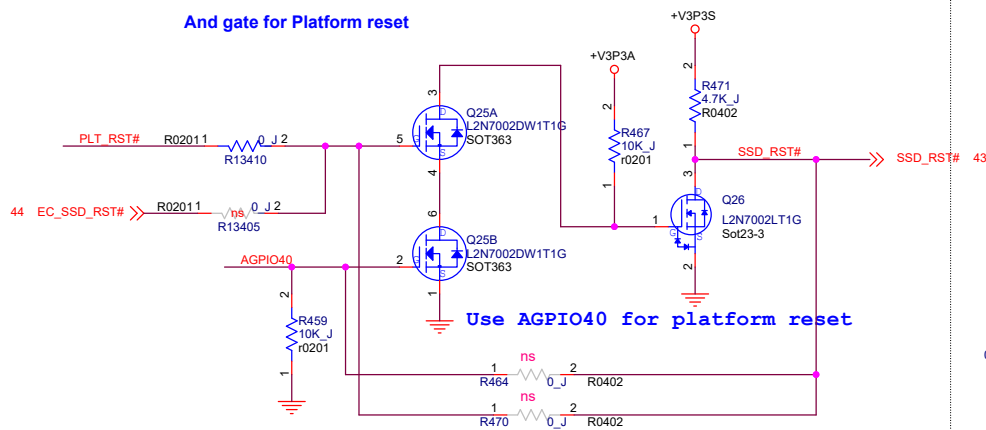 And gate for Platform reset
+V3P3S
+V3P3A
2
R471
4.7K_J
R0402
1
3
Q25A
L2N7002DW1T1G
SOT363
D
G
S
5
4
2
R467
10K_J
r0201
1
PLT_RST#
R0201 1
0_J 2
R13410
SSD_RST#
SSD_RST# 43
44 EC_SSD_RST#
R0201 1
ns 0_J 2
R13405
3
D
Q26
L2N7002LT1G
Sot23-3
1
G
S
2
6
D
Q25B
L2N7002DW1T1G
SOT363
AGPIO40
2
G
S
1
2
R459
10K_J
r0201
1
Use AGPIO40 for platform reset
ns
1 2
R464 0_J R0402
ns
1 2
R470 0_J R0402